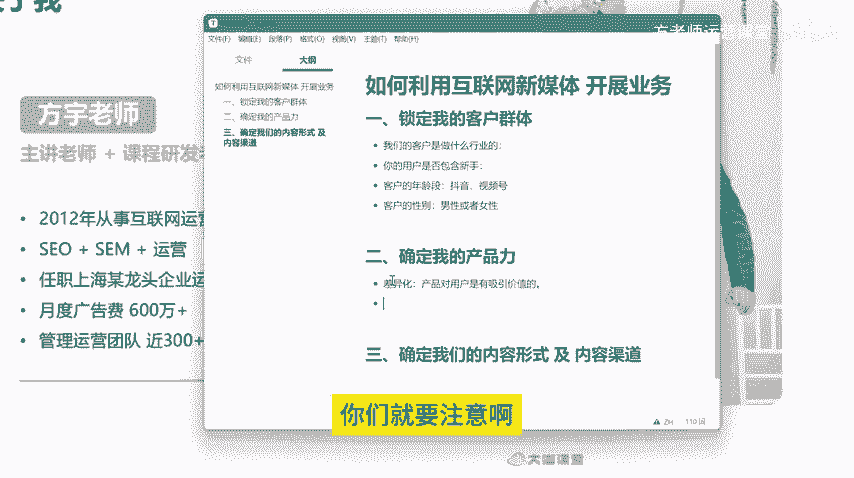 于我
方老师运营课堂
文件(F) 编辑(E) 段落(P) 格式(O) 视图(V) 主题(T) 帮助(H)
文件 大纲
如何利用互联网新媒体 开展业务
一、锁定我的客户群体
二、确定我的产品力
三、确定我们的内容形式 及
内容渠道
如何利用互联网新媒体 开展业务
一、锁定我的客户群体
• 我们的客户是做什么行业的：
• 你的用户是否包含新手：
• 客户的年龄段：抖音、视频号
• 客户的性别：男性或者女性
二、确定我的产品力
• 差异化：产品对用户是有吸引价值的。
三、确定我们的内容形式 及 内容渠道
110 词
方宇老师
主讲老师 + 课程研发
• 2012年从事互联网运营
• SEO + SEM + 运营
• 任职上海某龙头企业运
• 月度广告费 600万+
• 管理运营团队 近300+
你们就要注意啊